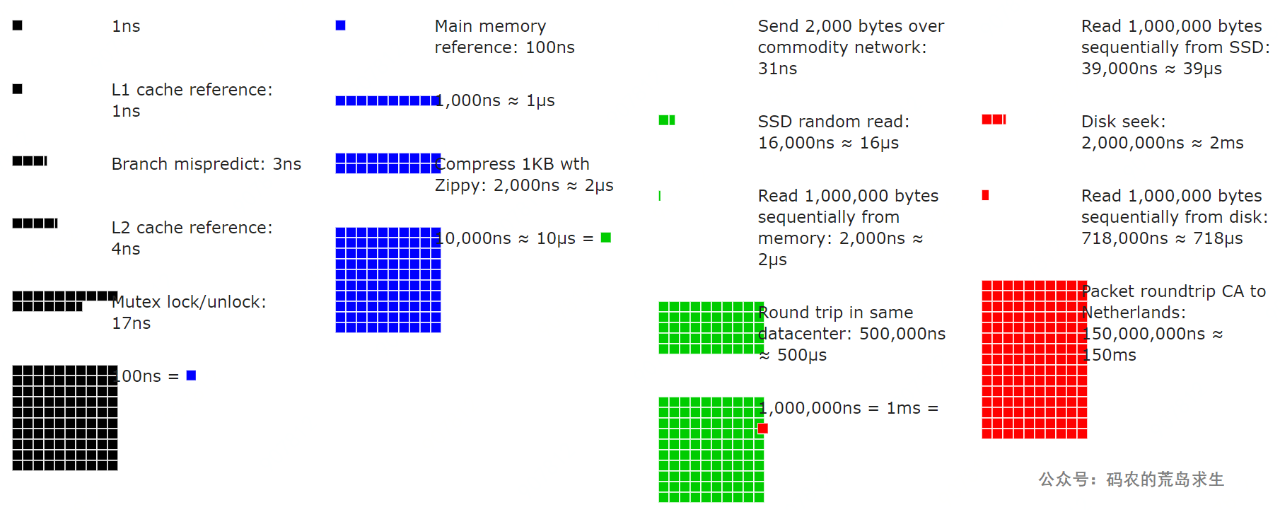 1ns
L1 cache reference:
1ns
Branch mispredict: 3ns
L2 cache reference:
4ns
Mutex lock/unlock:
17ns
100ns =
Main memory
reference: 100ns
1,000ns ≈ 1μs
Compress 1KB wth
Zippy: 2,000ns ≈ 2μs
10,000ns ≈ 10μs =
Send 2,000 bytes over
commodity network:
31ns
SSD random read:
16,000ns ≈ 16μs
Read 1,000,000 bytes
sequentially from
memory: 2,000ns ≈
2μs
Round trip in same
datacenter: 500,000ns
≈ 500μs
1,000,000ns = 1ms =
Read 1,000,000 bytes
sequentially from SSD:
39,000ns ≈ 39μs
Disk seek:
2,000,000ns ≈ 2ms
Read 1,000,000 bytes
sequentially from disk:
718,000ns ≈ 718μs
Packet roundtrip CA to
Netherlands:
150,000,000ns ≈
150ms
公众号：码农的荒岛求生